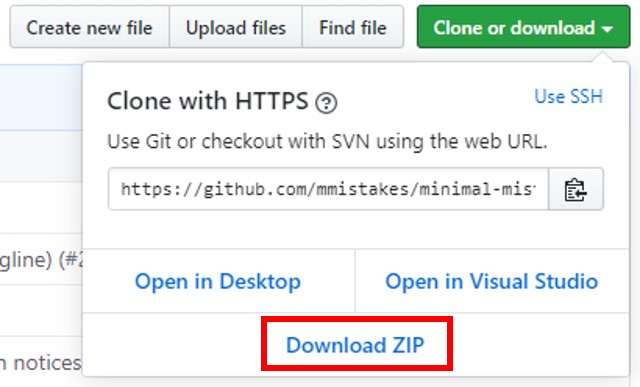 Create new file
Upload files
Find file
Clone or download
Clone with HTTPS
Use SSH
Use Git or checkout with SVN using the web URL.
https://github.com/mmistakes/minimal-mis
gline) (#2
Open in Desktop
Open in Visual Studio
Download ZIP
n notices